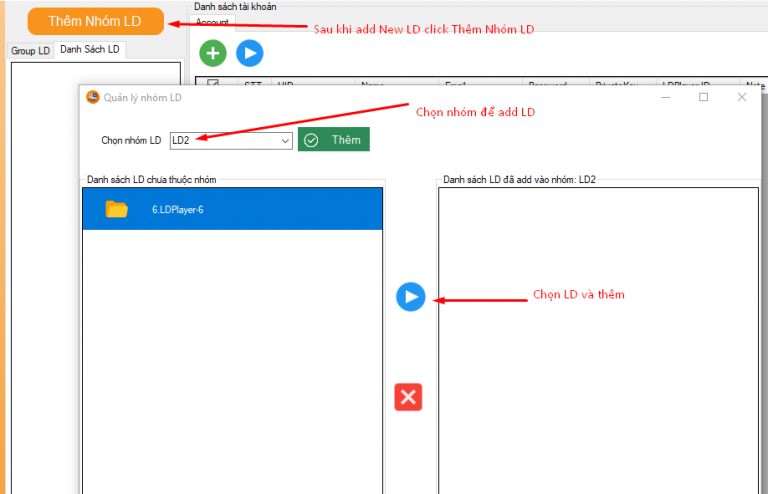 Thêm Nhóm LD
Danh sách tài khoản
Sau khi add New LD click Thêm Nhóm LD
Account
Group LD
Danh Sách LD
STT UID Name Email Password PrivateKey LDPlayerID Note
Quản lý nhóm LD
Chọn nhóm để add LD
Chọn nhóm LD LD2 Thêm
Danh sách LD chưa thuộc nhóm
Danh sách LD đã add vào nhóm: LD2
6.LDPlayer-6
Chọn LD và thêm